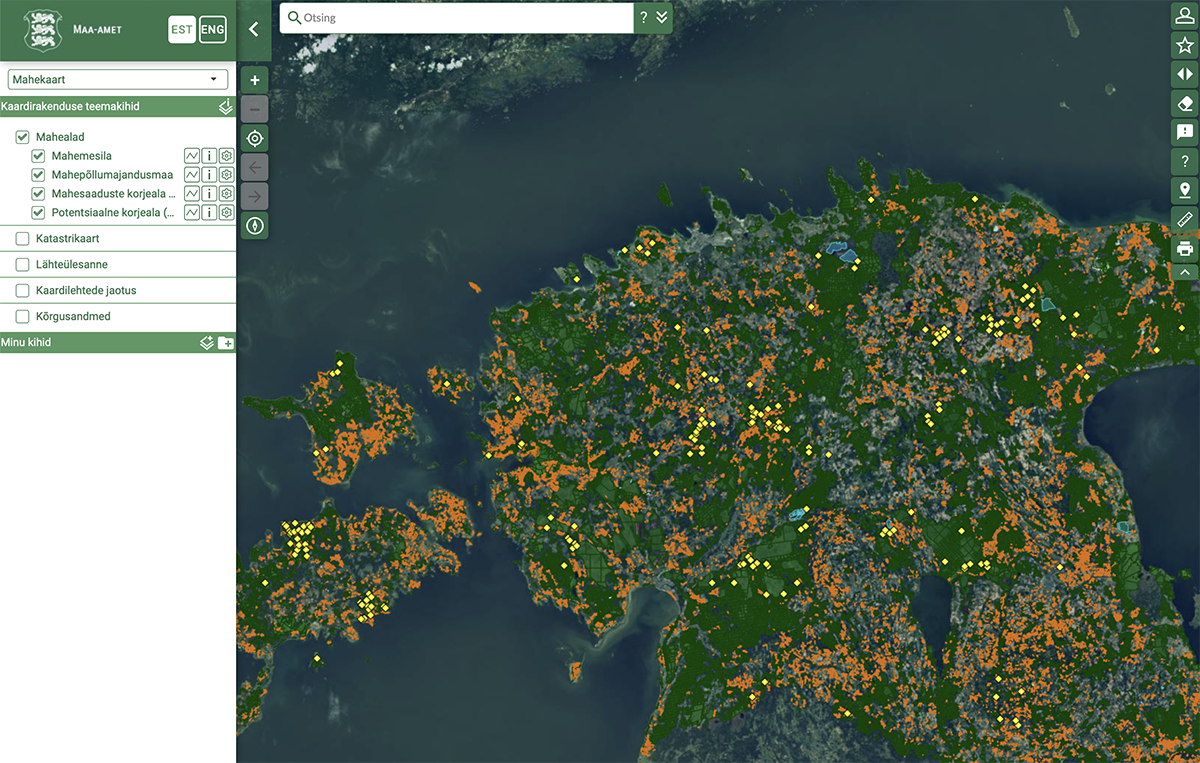 MAA-AMET
EST
ENG
Otsing
?
Mahekaart
Kaardirakenduse teemakihid
Mahealad
Mahemesila
Mahepõllumajandusmaa
Mahesaaduste korjeala ...
Potentsiaalne korjeala (...
Katastrikaart
Lähteülesanne
Kaardilehtede jaotus
Kõrgusandmed
Minu kihid